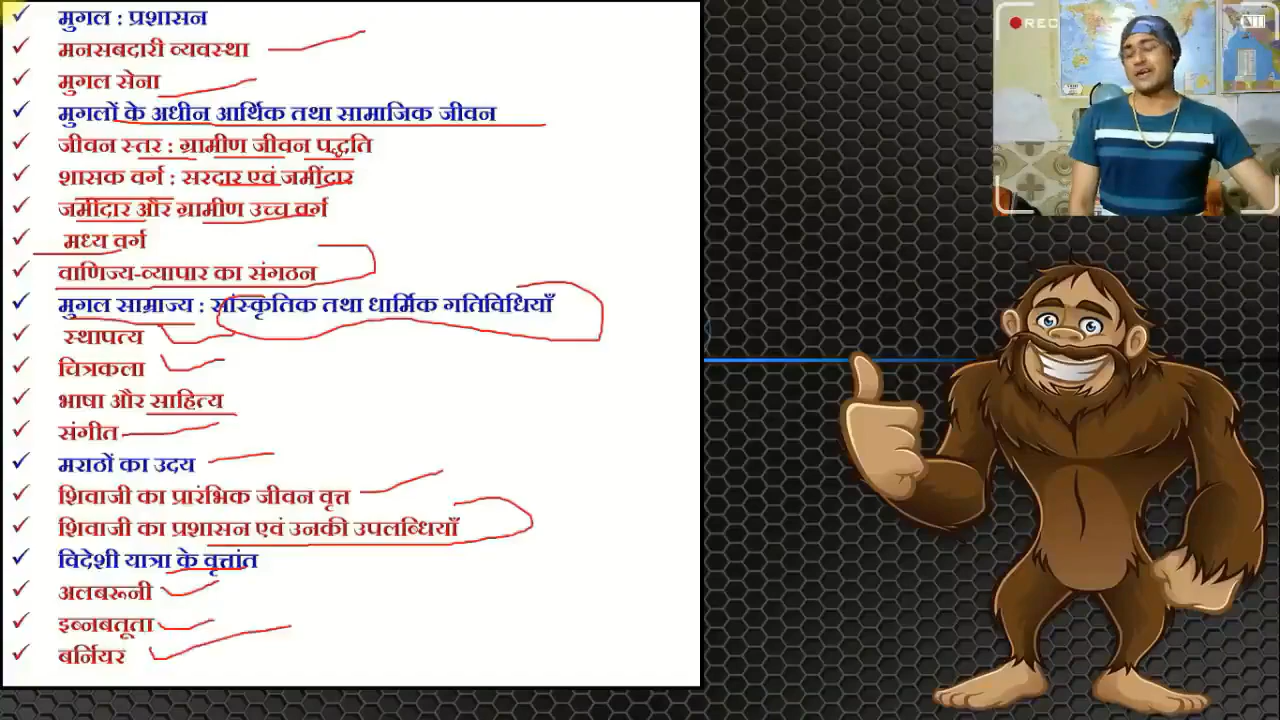 मुगल : प्रशासन
मनसबदारी व्यवस्था
मुगल सेना
मुगलों के अधीन आर्थिक तथा सामाजिक जीवन
जीवन स्तर : ग्रामीण जीवन पद्धति
शासक वर्ग : सरदार एवं जमींदार
जमींदार और ग्रामीण उच्च वर्ग
मध्य वर्ग
वाणिज्य-व्यापार का संगठन
मुगल साम्राज्य : सांस्कृतिक तथा धार्मिक गतिविधियाँ
स्थापत्य
चित्रकला
भाषा और साहित्य
संगीत
मराठों का उदय
शिवाजी का प्रारंभिक जीवन वृत्त
शिवाजी का प्रशासन एवं उनकी उपलब्धियाँ
विदेशी यात्रा के वृत्तांत
अलबरूनी
इब्नबतूता
बर्नियर
REC